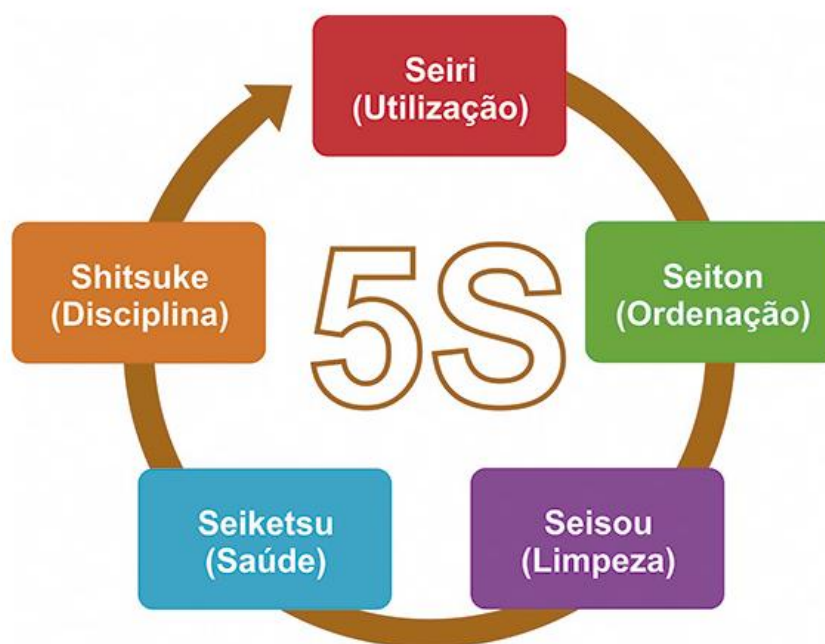 Seiri
(Utilização)
Seiton
(Ordenação)
Seisou
(Limpeza)
Seiketsu
(Saúde)
Shitsuke
(Disciplina)
5S